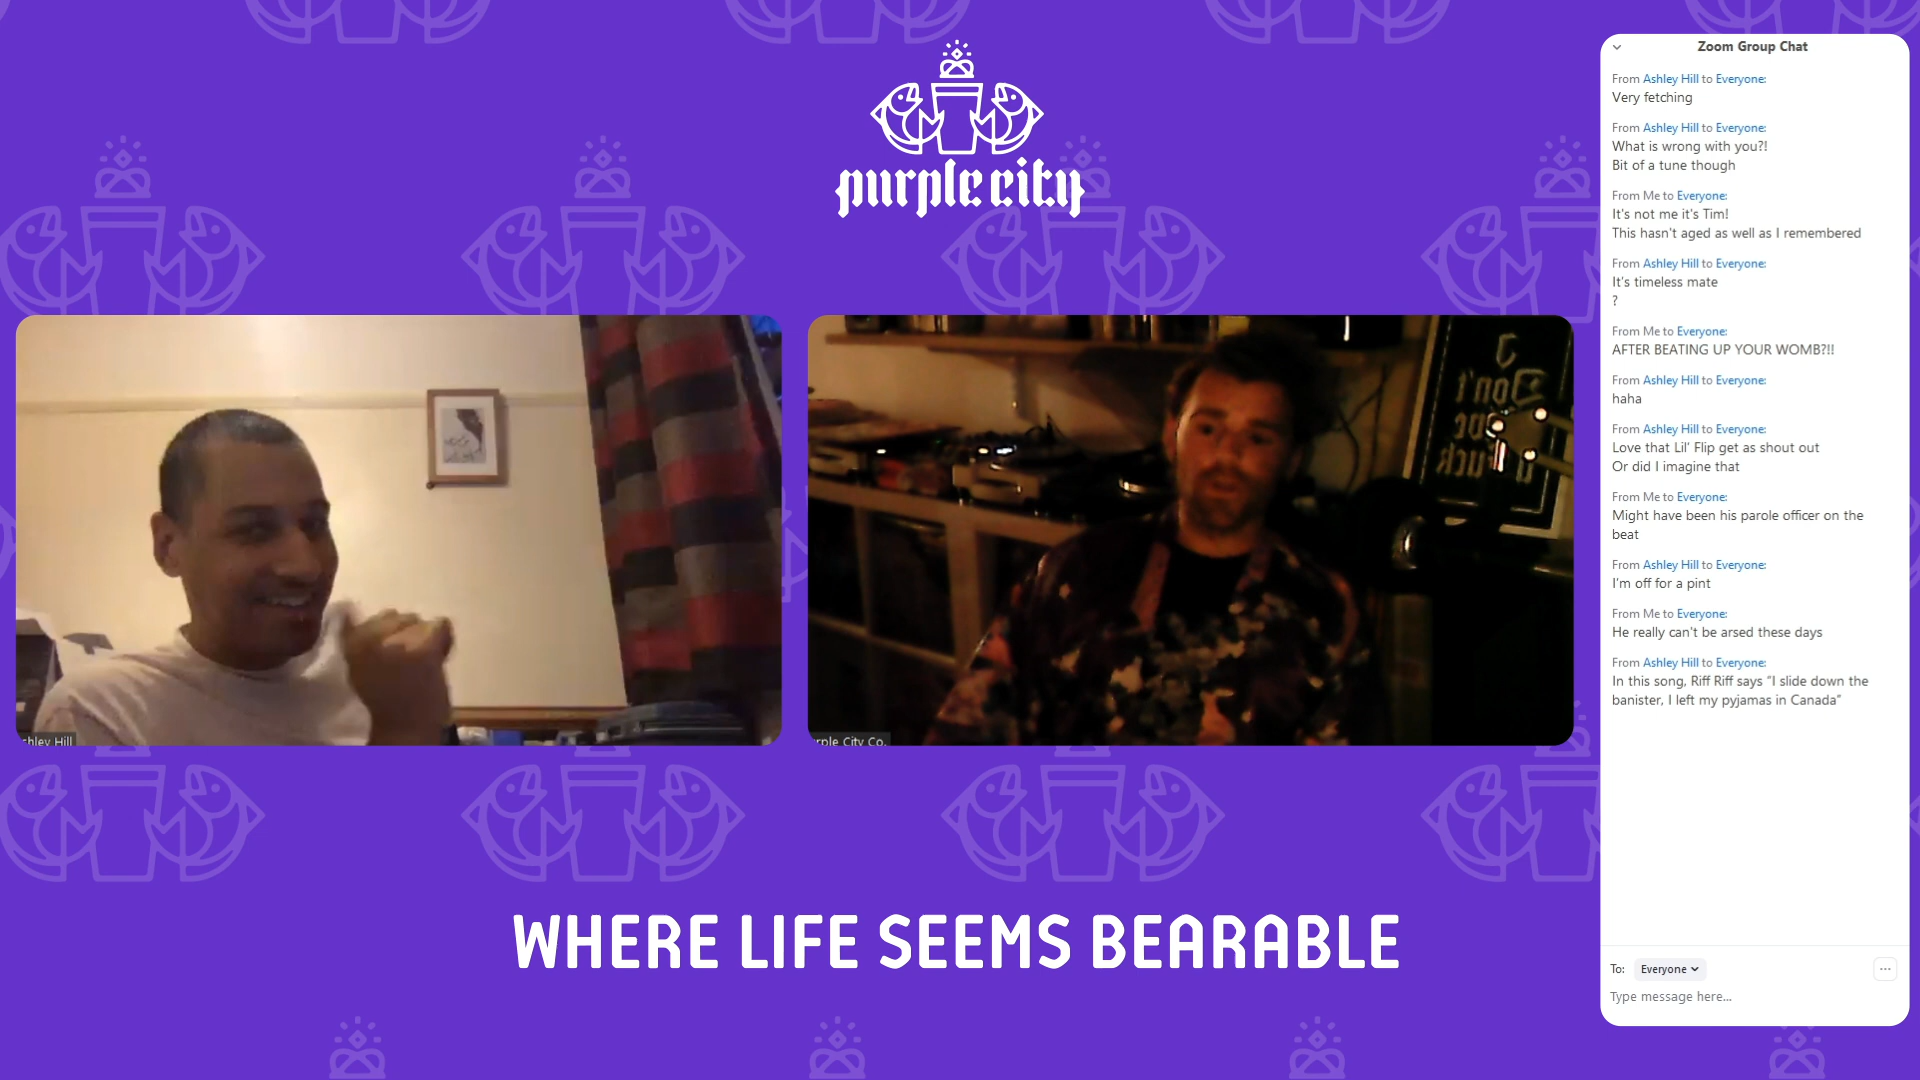 purple city
chley Hill
rple City Co.
I
Don't
Fuck
WHERE LIFE SEEMS BEARABLE
Zoom Group Chat
From Ashley Hill to Everyone:
Very fetching
From Ashley Hill to Everyone:
What is wrong with you?!
Bit of a tune though
From Me to Everyone:
It's not me it's Tim!
This hasn't aged as well as I remembered
From Ashley Hill to Everyone:
It's timeless mate
?
From Me to Everyone:
AFTER BEATING UP YOUR WOMB?!!
From Ashley Hill to Everyone:
haha
From Ashley Hill to Everyone:
Love that Lil' Flip get as shout out
Or did I imagine that
From Me to Everyone:
Might have been his parole officer on the
beat
From Ashley Hill to Everyone:
I'm off for a pint
From Me to Everyone:
He really can't be arsed these days
From Ashley Hill to Everyone:
In this song, Riff Riff says "I slide down the
banister, I left my pyjamas in Canada"
To: Everyone
Type message here...